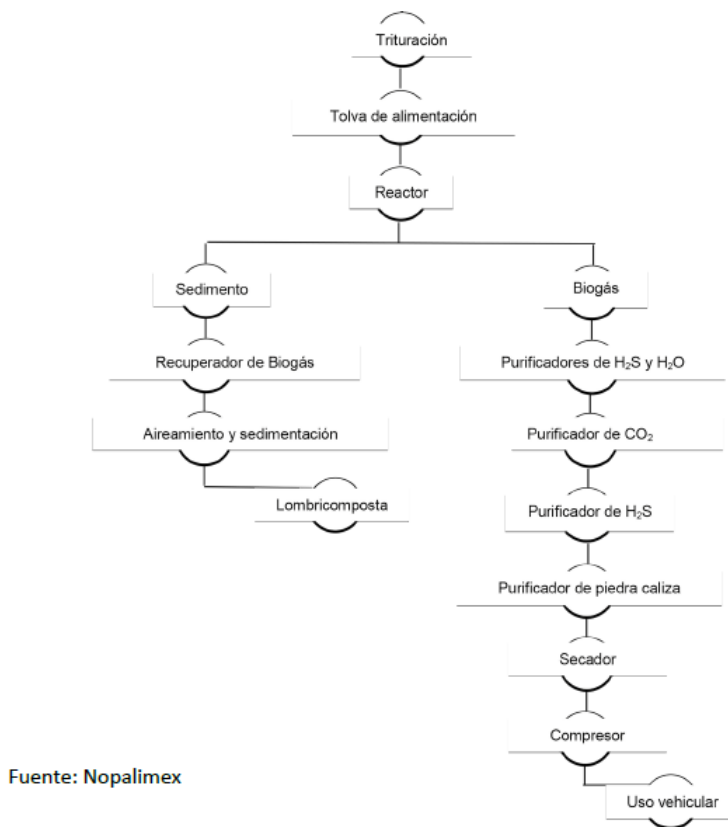 Trituración
Tolva de alimentación
Reactor
Sedimento
Biogás
Recuperador de Biogás
Purificadores de H₂S y H₂O
Aireamiento y sedimentación
Purificador de CO₂
Lombricomposta
Purificador de H₂S
Purificador de piedra caliza
Secador
Compresor
Fuente: Nopalimex
Uso vehicular